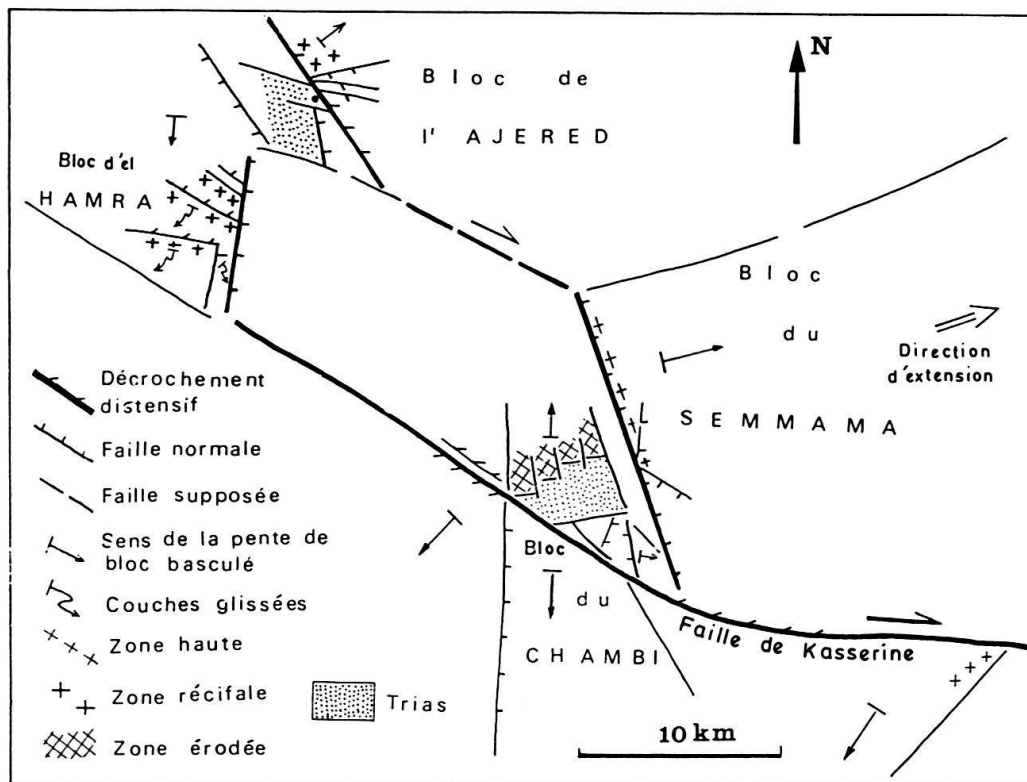 N
Bloc de
l' AJERED
Bloc d'el
HAMRA
Bloc
du
SEMMAMA
Direction
d'extension
Décrochement
distensif
Faille normale
Faille supposée
Sens de la pente de
bloc basculé
Couches glissées
Zone haute
Zone récifale
Zone érodée
Trias
Bloc
du
CHAMBI
Faille de Kasserine
10 km